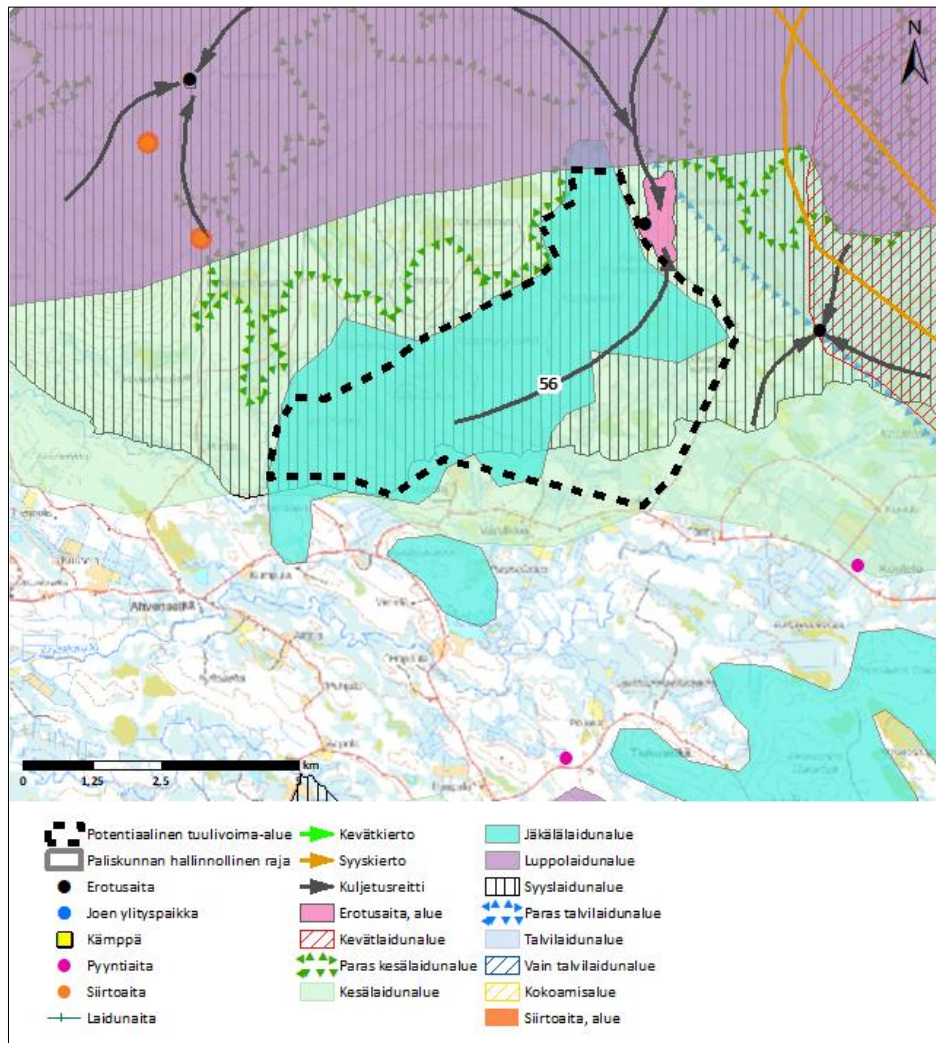 N
56
Ahvenselkä
km
0 1,25 2,5 5
Potentiaalinen tuulivoima-alue
Paliskunnan hallinnollinen raja
Erotusaita
Joen ylityspaikka
Kämppä
Pyyntiaita
Siirtoaita
Laidunaita
Kevätkierto
Syyskierto
Kuljetusreitti
Erotusaita, alue
Kevätlaidunalue
Paras kesälaidunalue
Kesälaidunalue
Jäkälälaidunalue
Luppolaidunalue
Syyslaidunalue
Paras talvilaidunalue
Talvilaidunalue
Vain talvilaidunalue
Kokoamisalue
Siirtoaita, alue